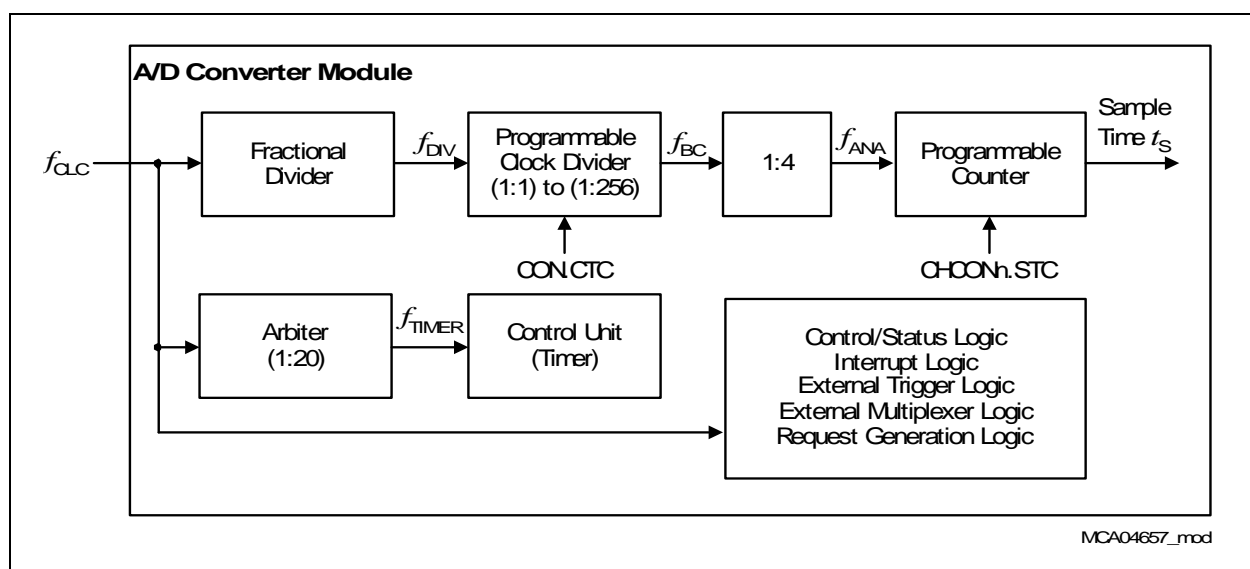 A/D Converter Module
Sample
Time tS
fCLC
Fractional
Divider
fDIV
Programmable
Clock Divider
(1:1) to (1:256)
fBC
1:4
fANA
Programmable
Counter
CON.CTC
CHCONn.STC
Arbiter
(1:20)
fTIMER
Control Unit
(Timer)
Control/Status Logic
Interrupt Logic
External Trigger Logic
External Multiplexer Logic
Request Generation Logic
MCA04657_mod